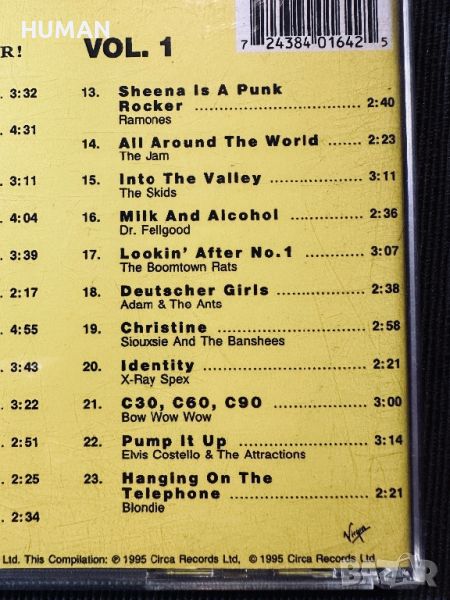 HUMAN
R!
VOL. 1
7 24384 01642 5
. 3:32
. 4:31
. 3:11
. 4:04
. 3:39
. 2:17
. 4:55
. 3:43
. 3:22
. 2:51
. 2:25
. 2:34
13. Sheena Is A Punk
Rocker 2:40
Ramones
14. All Around The World 2:23
The Jam
15. Into The Valley 3:11
The Skids
16. Milk And Alcohol 2:36
Dr. Fellgood
17. Lookin' After No.1 3:07
The Boomtown Rats
18. Deutscher Girls 2:38
Adam & The Ants
19. Christine 2:58
Siouxsie And The Banshees
20. Identity 2:21
X-Ray Spex
21. C30, C60, C90 3:00
Bow Wow Wow
22. Pump It Up 3:14
Elvis Costello & The Attractions
23. Hanging On The
Telephone 2:21
Blondie
Virgin
Ltd. This Compilation: ℗ 1995 Circa Records Ltd, © 1995 Circa Records Ltd